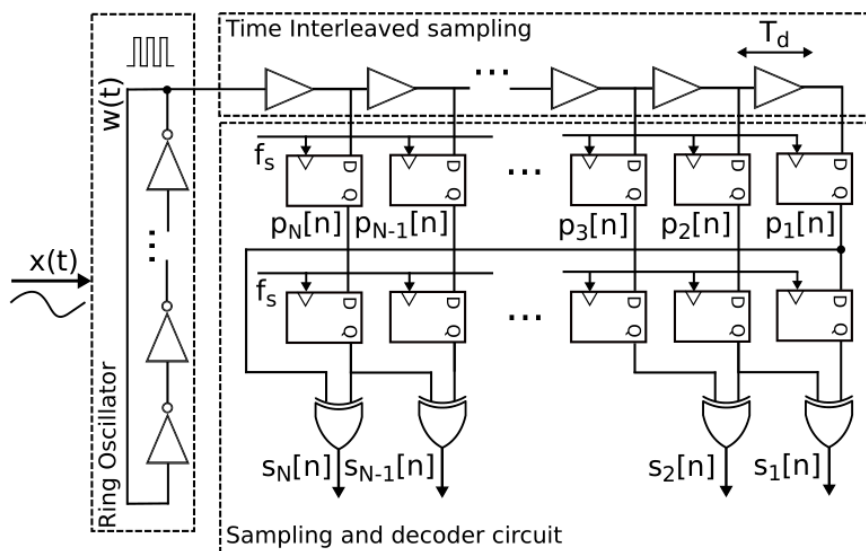 Time Interleaved sampling
T_d
w(t)
...
f_s
D Q D Q ... D Q D Q D Q
p_N[n] p_{N-1}[n] p_3[n] p_2[n] p_1[n]
x(t)
...
f_s
D Q D Q ... D Q D Q D Q
Ring Oscillator
s_N[n] s_{N-1}[n] s_2[n] s_1[n]
Sampling and decoder circuit